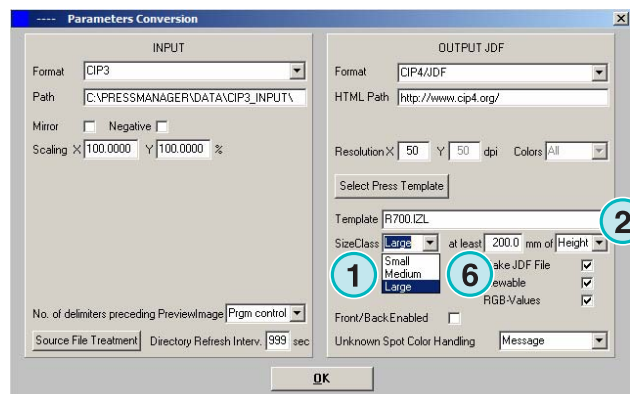 ---- Parameters Conversion
INPUT
Format CIP3
Path C:\PRESSMANAGER\DATA\CIP3_INPUT\
Mirror Negative
Scaling X 100.0000 Y 100.0000 %
No. of delimiters preceding PreviewImage Prgm control
Source File Treatment Directory Refresh Interv. 999 sec
OUTPUT JDF
Format CIP4/JDF
HTML Path http://www.cip4.org/
Resolution X 50 Y 50 dpi Colors All
Select Press Template
Template R700.IZL
2
SizeClass Large at least 200.0 mm of Height
Small
Medium
Large
1
6
ake JDF File
ewable
RGB-Values
Front/Back Enabled
Unknown Spot Color Handling Message
OK